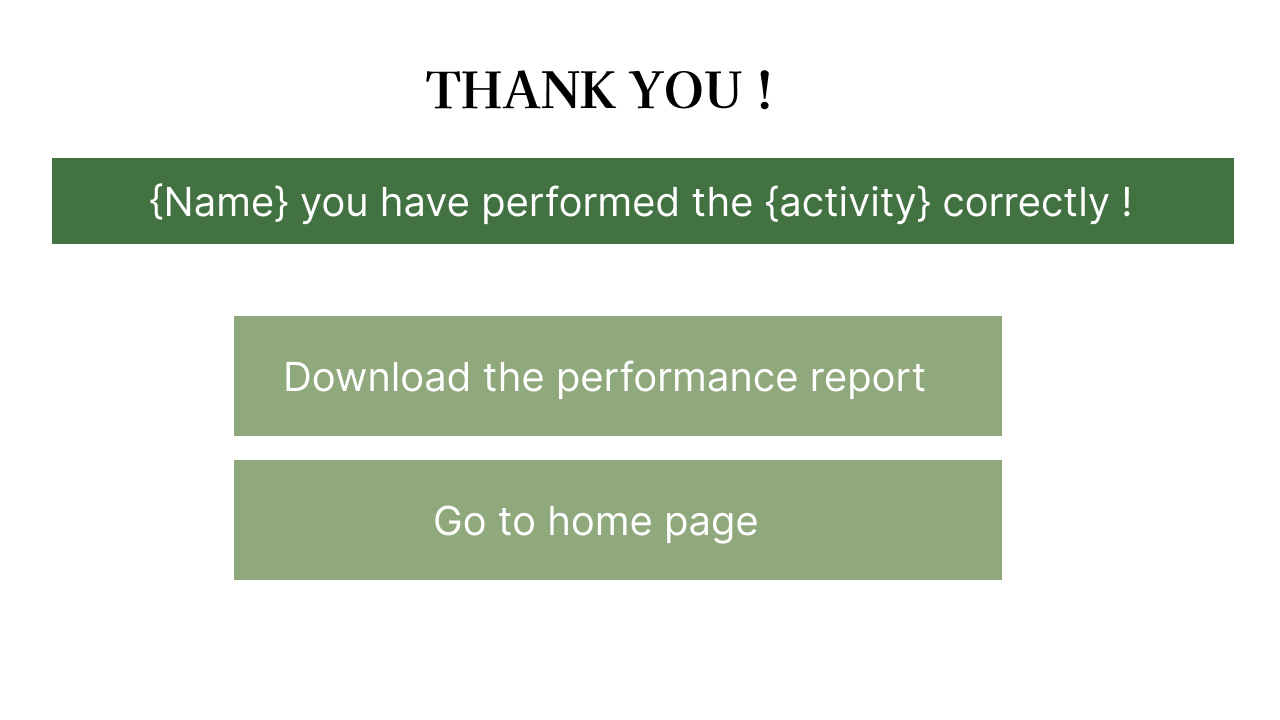 THANK YOU !
{Name} you have performed the {activity} correctly !
Download the performance report
Go to home page